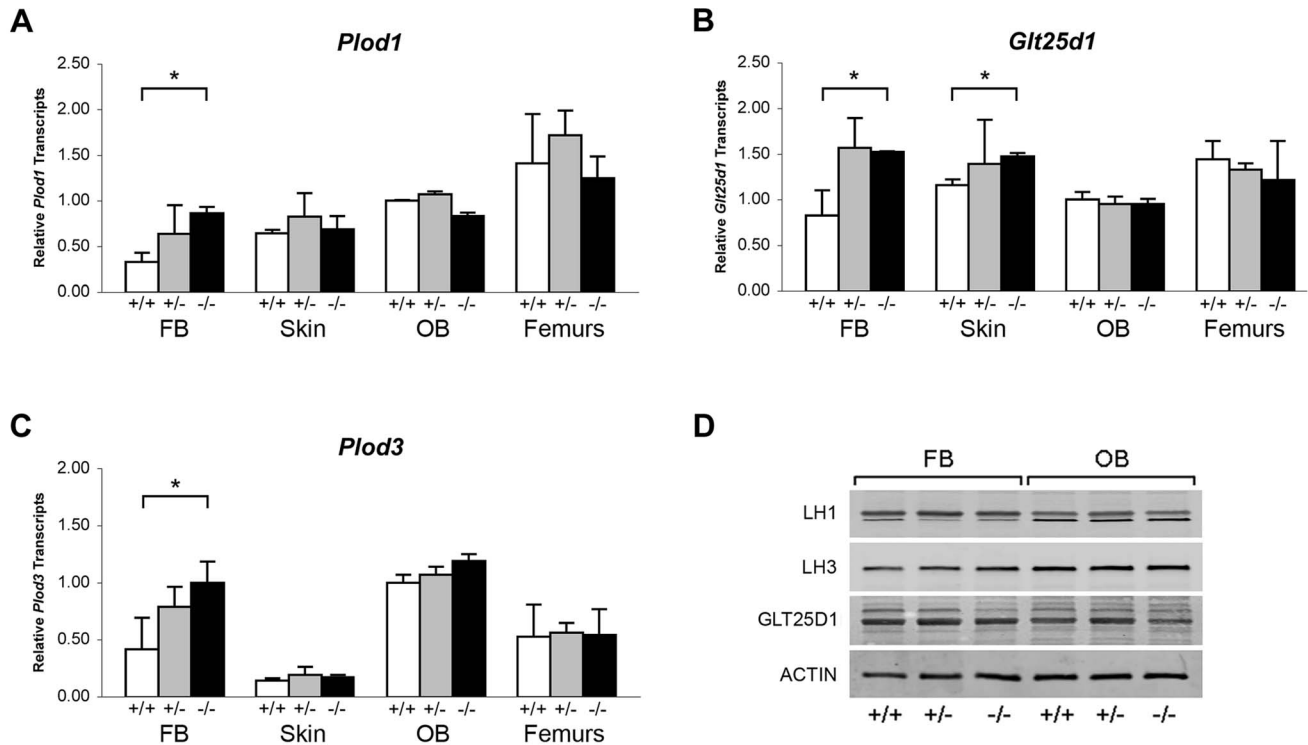 A
Plod1
Relative Plod1 Transcripts
2.50
2.00
1.50
1.00
0.50
0.00
*
+/+ +/- -/- +/+ +/- -/- +/+ +/- -/- +/+ +/- -/-
FB Skin OB Femurs
B
Glt25d1
Relative Glt25d1 Transcripts
2.50
2.00
1.50
1.00
0.50
0.00
* *
+/+ +/- -/- +/+ +/- -/- +/+ +/- -/- +/+ +/- -/-
FB Skin OB Femurs
C
Plod3
Relative Plod3 Transcripts
2.00
1.50
1.00
0.50
0.00
*
+/+ +/- -/- +/+ +/- -/- +/+ +/- -/- +/+ +/- -/-
FB Skin OB Femurs
D
FB OB
LH1
LH3
GLT25D1
ACTIN
+/+ +/- -/- +/+ +/- -/-